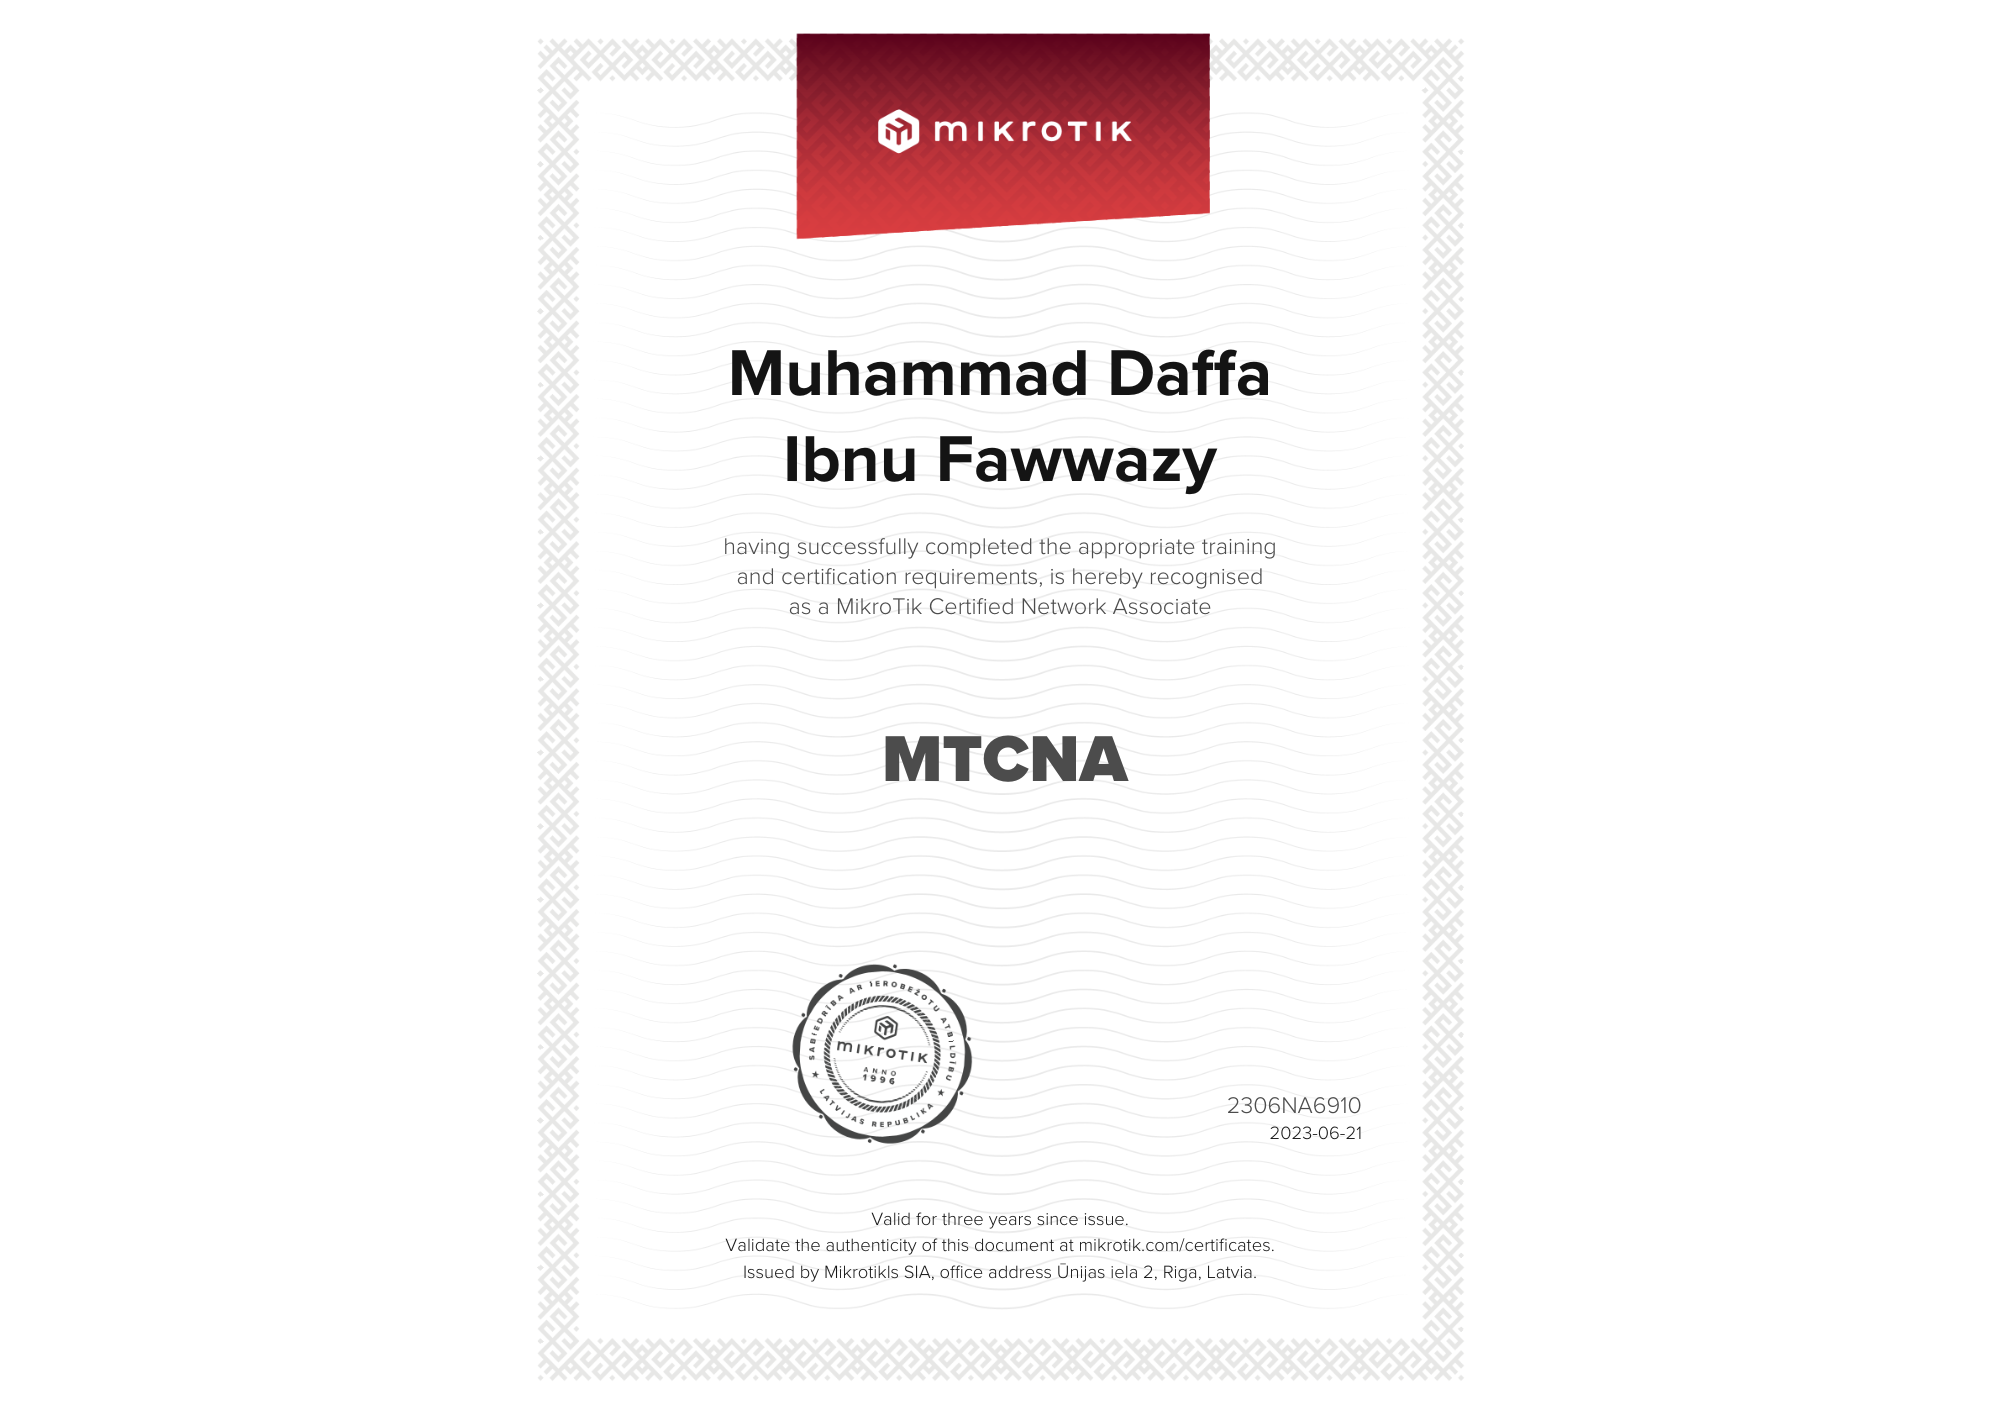 mikrotik
Muhammad Daffa
Ibnu Fawwazy
having successfully completed the appropriate training
and certification requirements, is hereby recognised
as a MikroTik Certified Network Associate
MTCNA
SABIEDRĪBA AR IEROBEŽOTU ATBILDĪBU
mikrotik
ANNO
1996
★ LATVIJAS REPUBLIKA ★
2306NA6910
2023-06-21
Valid for three years since issue.
Validate the authenticity of this document at mikrotik.com/certificates.
Issued by Mikrotikls SIA, office address Ūnijas iela 2, Riga, Latvia.